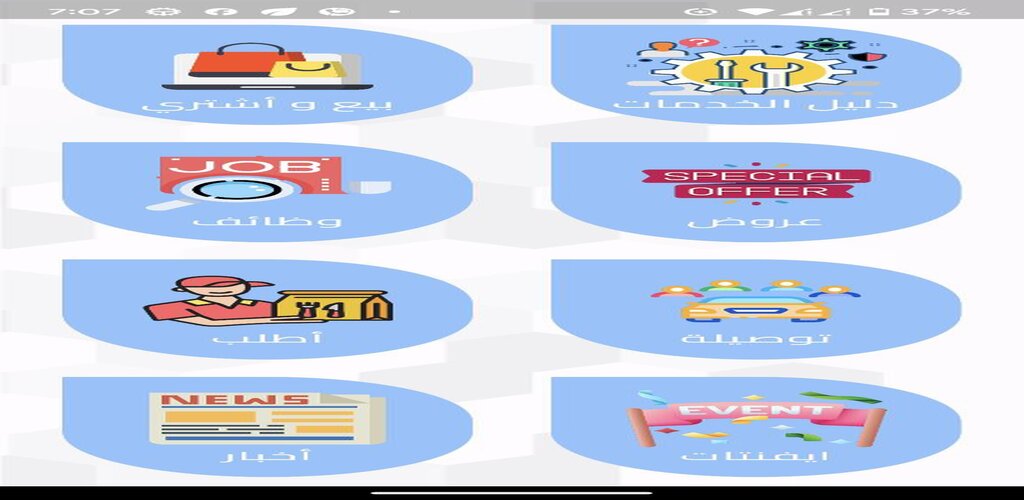 7:07
37%
دليل الخدمات
بيع و أشتري
SPECIAL
OFFER
عروض
JOB
وظائف
توصيلة
أطلب
EVENT
ايفنتات
NEWS
أخبار